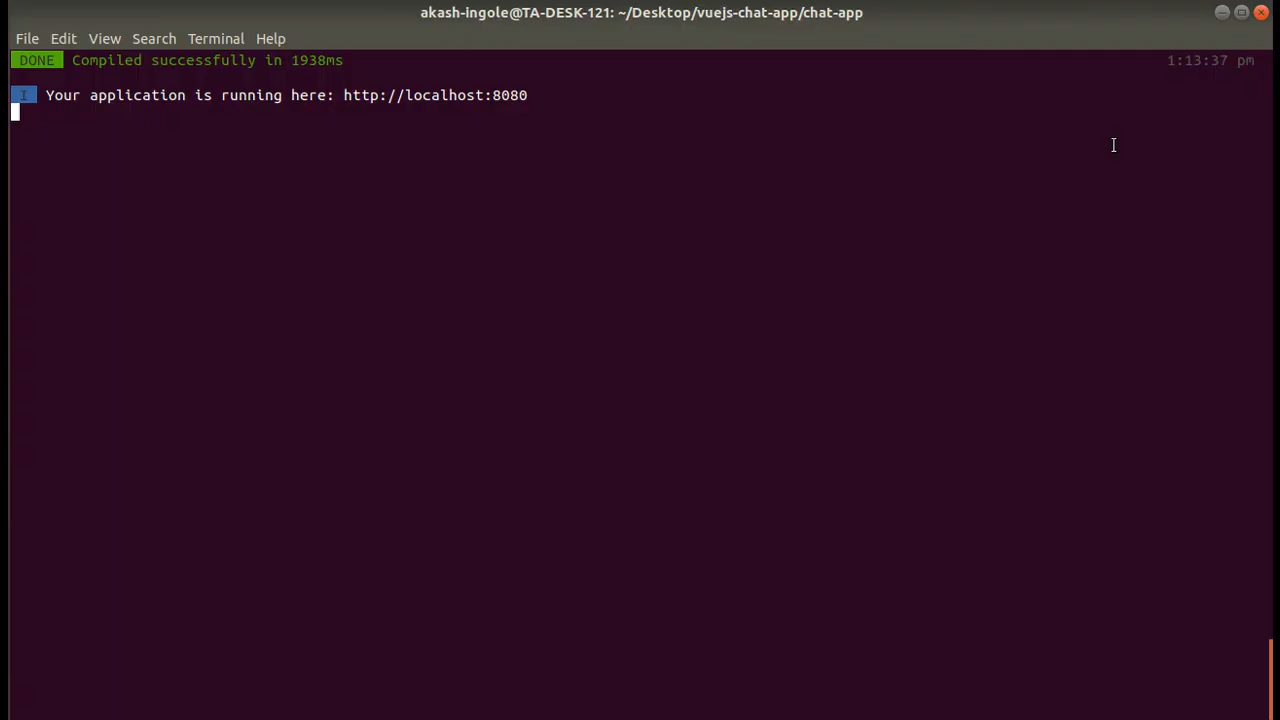 akash-ingole@TA-DESK-121: ~/Desktop/vuejs-chat-app/chat-app
File Edit View Search Terminal Help
DONE Compiled successfully in 1938ms 1:13:37 pm
I Your application is running here: http://localhost:8080